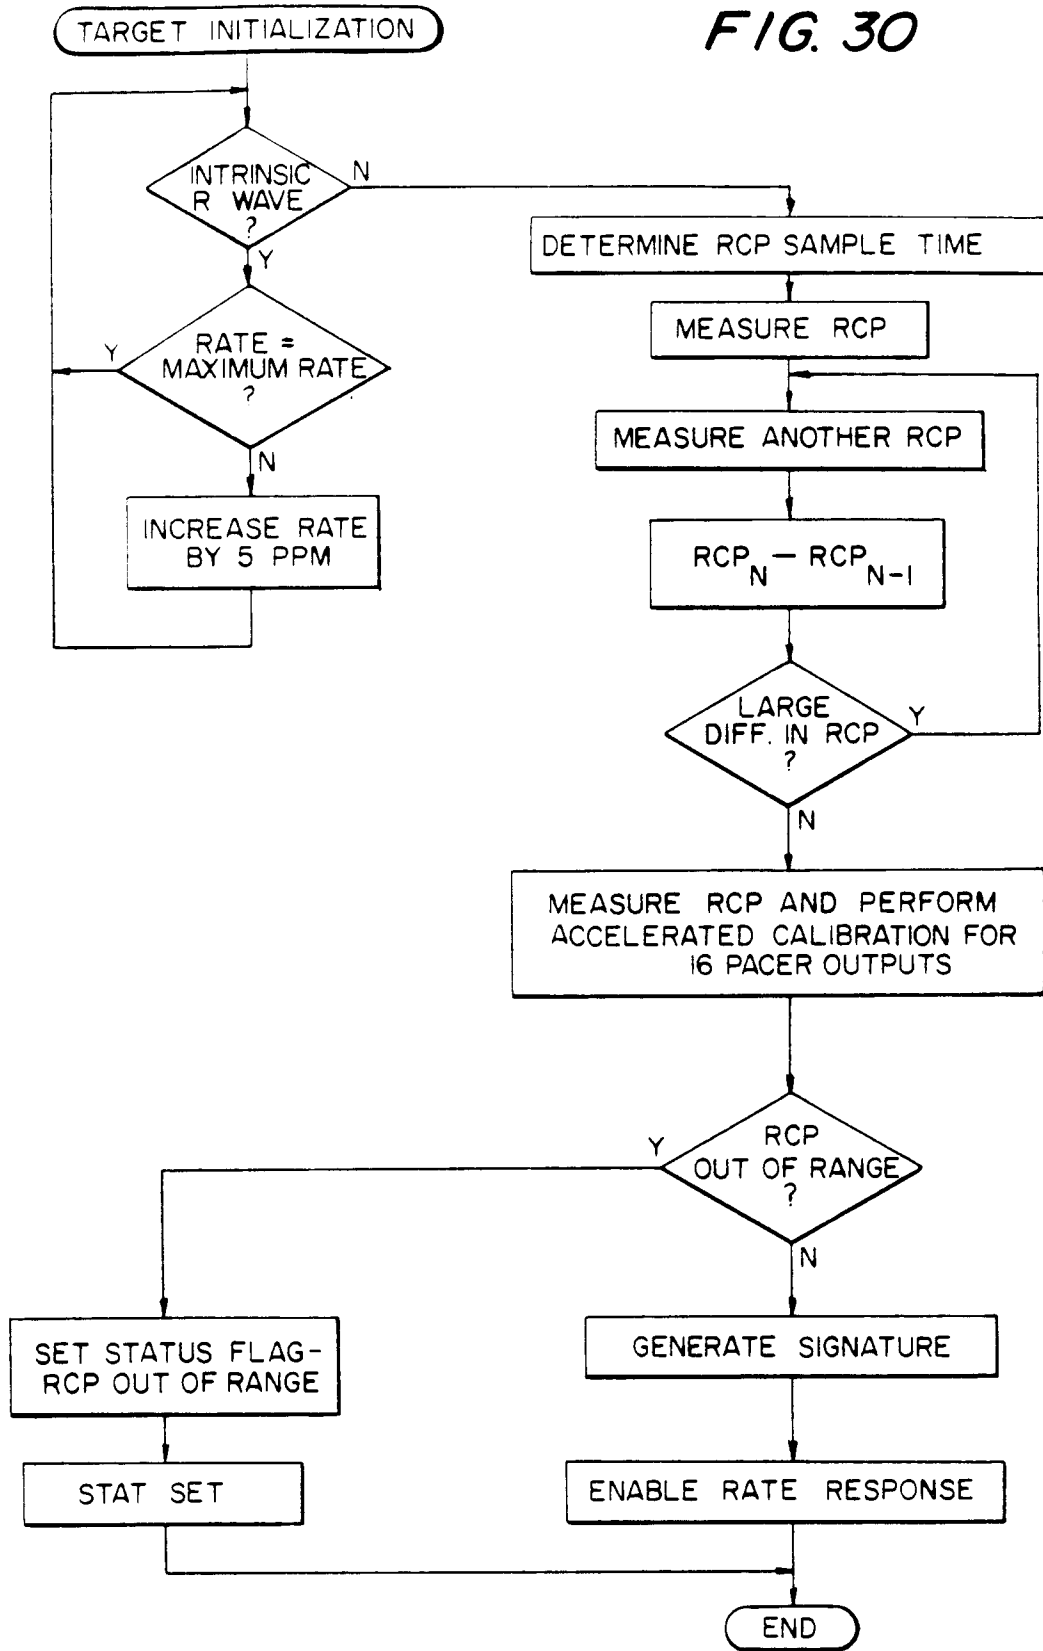 FIG. 30
TARGET INITIALIZATION
INTRINSIC
R WAVE
?
N
Y
RATE =
MAXIMUM RATE
?
Y
N
INCREASE RATE
BY 5 PPM
DETERMINE RCP SAMPLE TIME
MEASURE RCP
MEASURE ANOTHER RCP
RCP_N - RCP_N-1
LARGE
DIFF. IN RCP
?
Y
N
MEASURE RCP AND PERFORM
ACCELERATED CALIBRATION FOR
16 PACER OUTPUTS
RCP
OUT OF RANGE
?
Y
N
SET STATUS FLAG-
RCP OUT OF RANGE
STAT SET
GENERATE SIGNATURE
ENABLE RATE RESPONSE
END